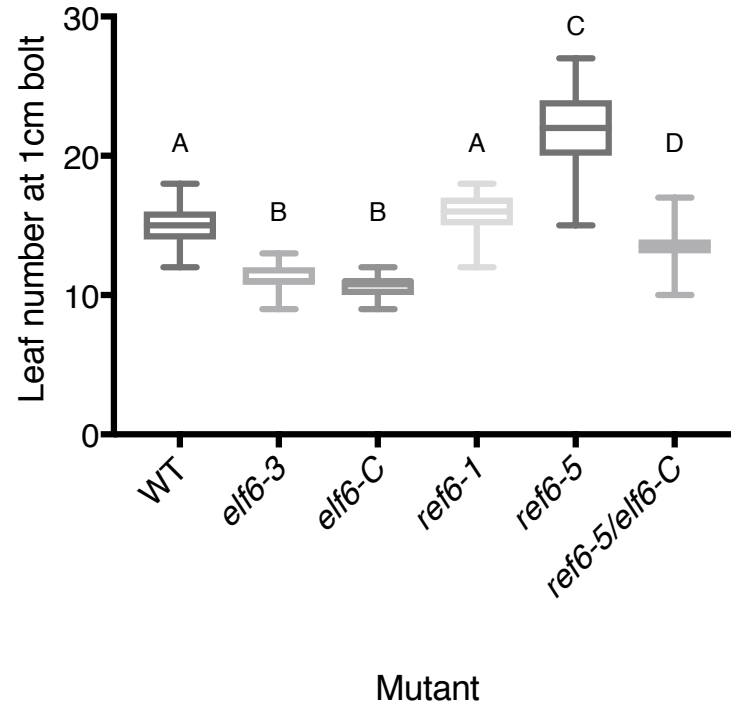 Leaf number at 1cm bolt
30
20
10
0
A
B
B
A
C
D
WT
elf6-3
elf6-C
ref6-1
ref6-5
ref6-5/elf6-C
Mutant